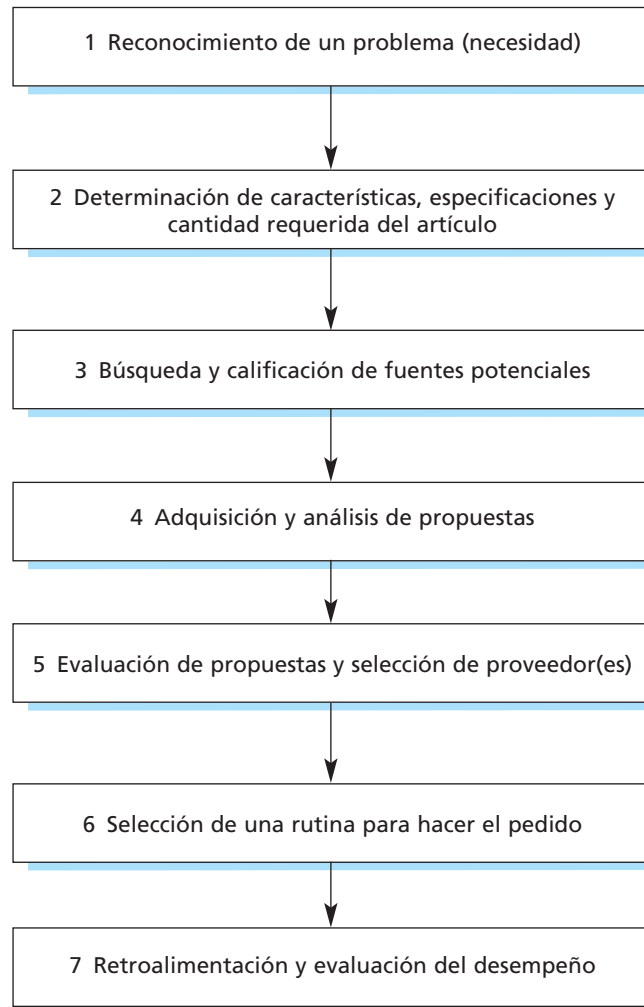 1 Reconocimiento de un problema (necesidad)
2 Determinación de características, especificaciones y
cantidad requerida del artículo
3 Búsqueda y calificación de fuentes potenciales
4 Adquisición y análisis de propuestas
5 Evaluación de propuestas y selección de proveedor(es)
6 Selección de una rutina para hacer el pedido
7 Retroalimentación y evaluación del desempeño